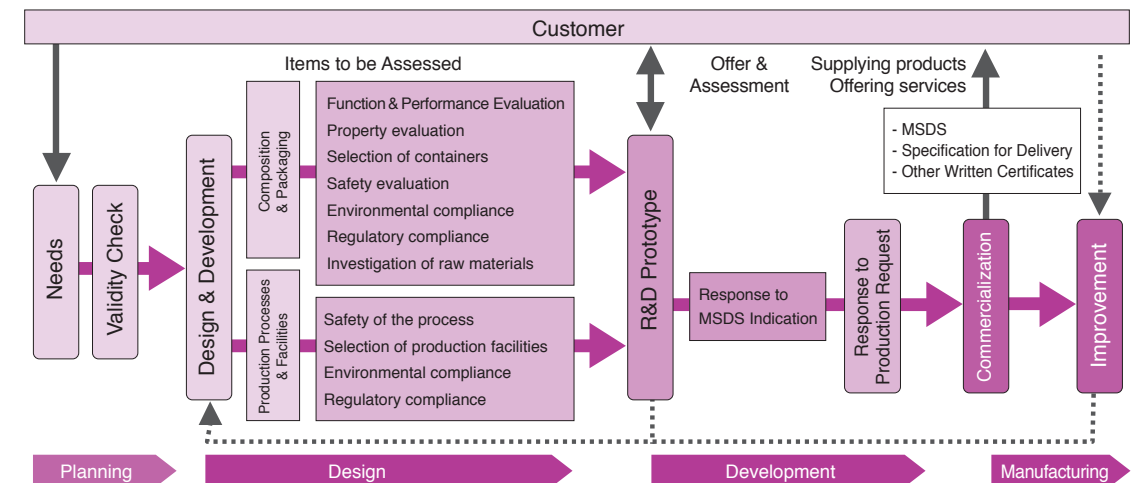 Customer
Items to be Assessed
Offer &
Assessment
Supplying products
Offering services
Needs
Validity Check
Design & Development
Composition
& Packaging
Function & Performance Evaluation
Property evaluation
Selection of containers
Safety evaluation
Environmental compliance
Regulatory compliance
Investigation of raw materials
Production Processes
& Facilities
Safety of the process
Selection of production facilities
Environmental compliance
Regulatory compliance
R&D Prototype
Response to
MSDS Indication
Response to
Production Request
- MSDS
- Specification for Delivery
- Other Written Certificates
Commercialization
Improvement
Planning
Design
Development
Manufacturing